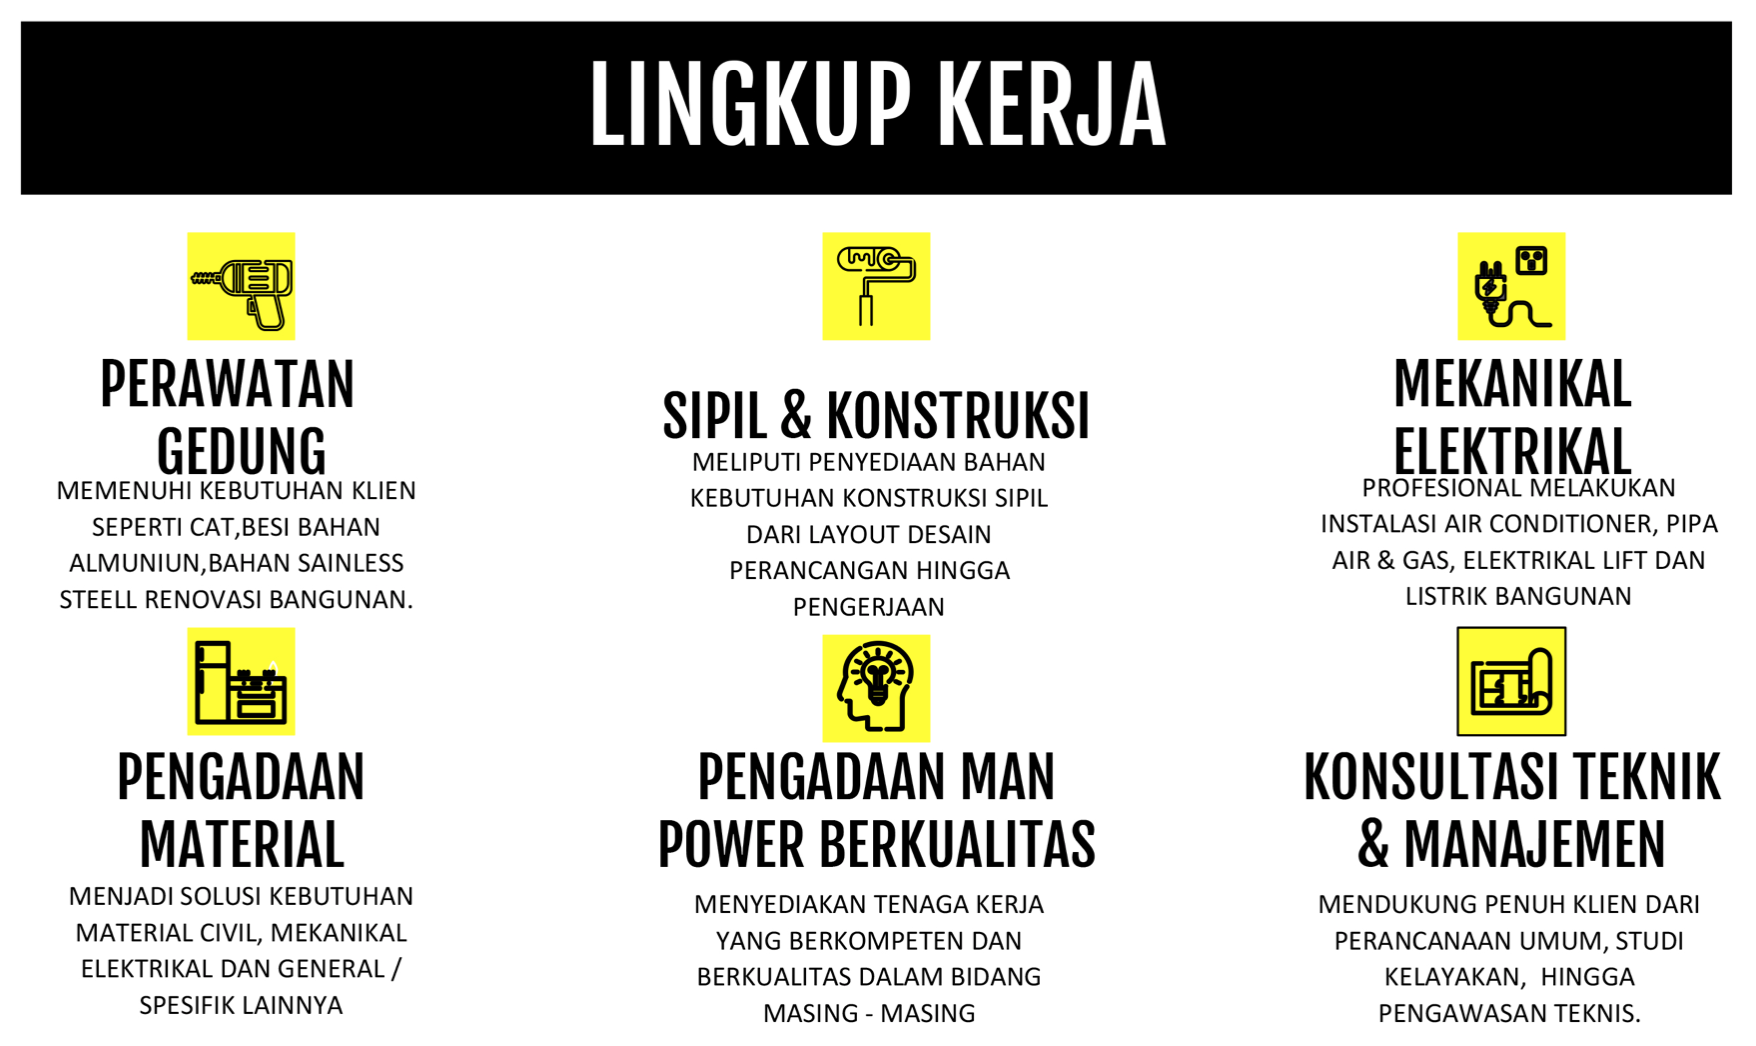 LINGKUP KERJA
PERAWATAN
GEDUNG
MEMENUHI KEBUTUHAN KLIEN
SEPERTI CAT,BESI BAHAN
ALMUNIUN,BAHAN SAINLESS
STEELL RENOVASI BANGUNAN.
SIPIL & KONSTRUKSI
MELIPUTI PENYEDIAAN BAHAN
KEBUTUHAN KONSTRUKSI SIPIL
DARI LAYOUT DESAIN
PERANCANGAN HINGGA
PENGERJAAN
MEKANIKAL
ELEKTRIKAL
PROFESIONAL MELAKUKAN
INSTALASI AIR CONDITIONER, PIPA
AIR & GAS, ELEKTRIKAL LIFT DAN
LISTRIK BANGUNAN
PENGADAAN
MATERIAL
MENJADI SOLUSI KEBUTUHAN
MATERIAL CIVIL, MEKANIKAL
ELEKTRIKAL DAN GENERAL /
SPESIFIK LAINNYA
PENGADAAN MAN
POWER BERKUALITAS
MENYEDIAKAN TENAGA KERJA
YANG BERKOMPETEN DAN
BERKUALITAS DALAM BIDANG
MASING - MASING
KONSULTASI TEKNIK
& MANAJEMEN
MENDUKUNG PENUH KLIEN DARI
PERANCANAAN UMUM, STUDI
KELAYAKAN,  HINGGA
PENGAWASAN TEKNIS.